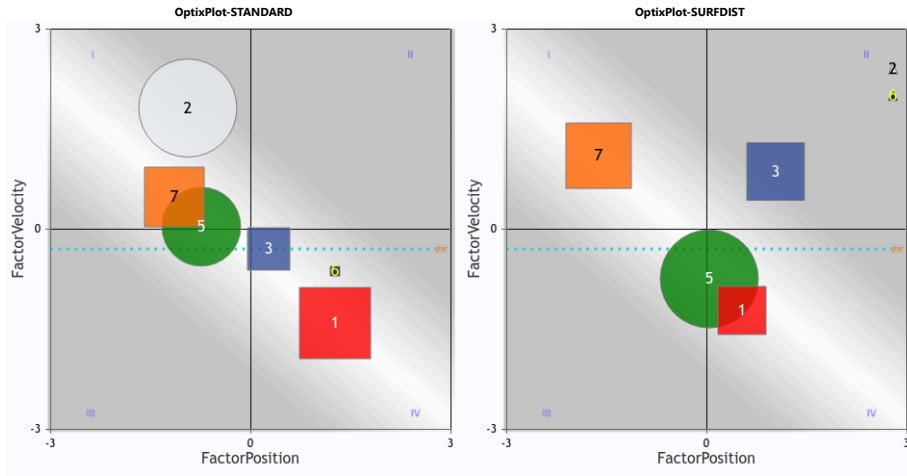 OptixPlot-STANDARD
OptixPlot-SURFDIST
3
I
II
2
7
5
0
3
6
par
1
III
IV
-3
-3
0
3
FactorPosition
FactorVelocity
3
I
II
2
6
7
3
0
par
5
1
III
IV
-3
-3
0
3
FactorPosition
FactorVelocity